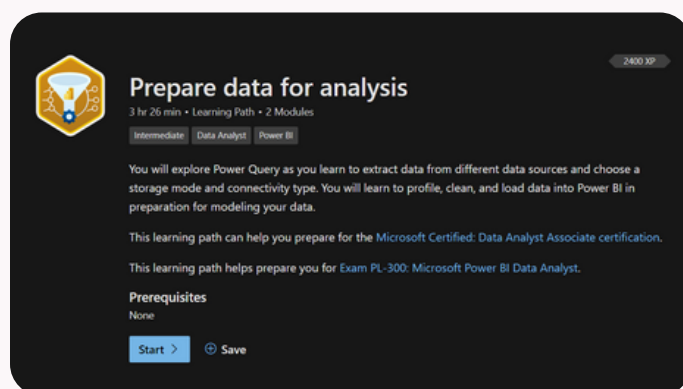 2400 XP
Prepare data for analysis
3 hr 26 min • Learning Path • 2 Modules
Intermediate Data Analyst Power BI
You will explore Power Query as you learn to extract data from different data sources and choose a
storage mode and connectivity type. You will learn to profile, clean, and load data into Power BI in
preparation for modeling your data.
This learning path can help you prepare for the Microsoft Certified: Data Analyst Associate certification.
This learning path helps prepare you for Exam PL-300: Microsoft Power BI Data Analyst.
Prerequisites
None
Start > Save